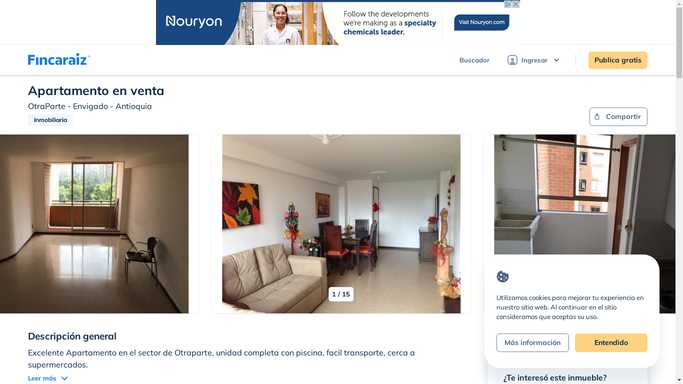 Nouryon
Follow the developments
we're making as a specialty
chemicals leader.
Visit Nouryon.com
Fincaraiz
Buscador
Ingresar
Publica gratis
Apartamento en venta
OtraParte - Envigado - Antioquia
Inmobiliaria
Compartir
1 / 15
Utilizamos cookies para mejorar tu experiencia en
nuestro sitio web. Al continuar en el sitio
consideramos que aceptas su uso.
Más información
Entendido
Descripción general
Excelente Apartamento en el sector de Otraparte, unidad completa con piscina, facil transporte, cerca a
supermercados.
Leer más
¿Te interesó este inmueble?